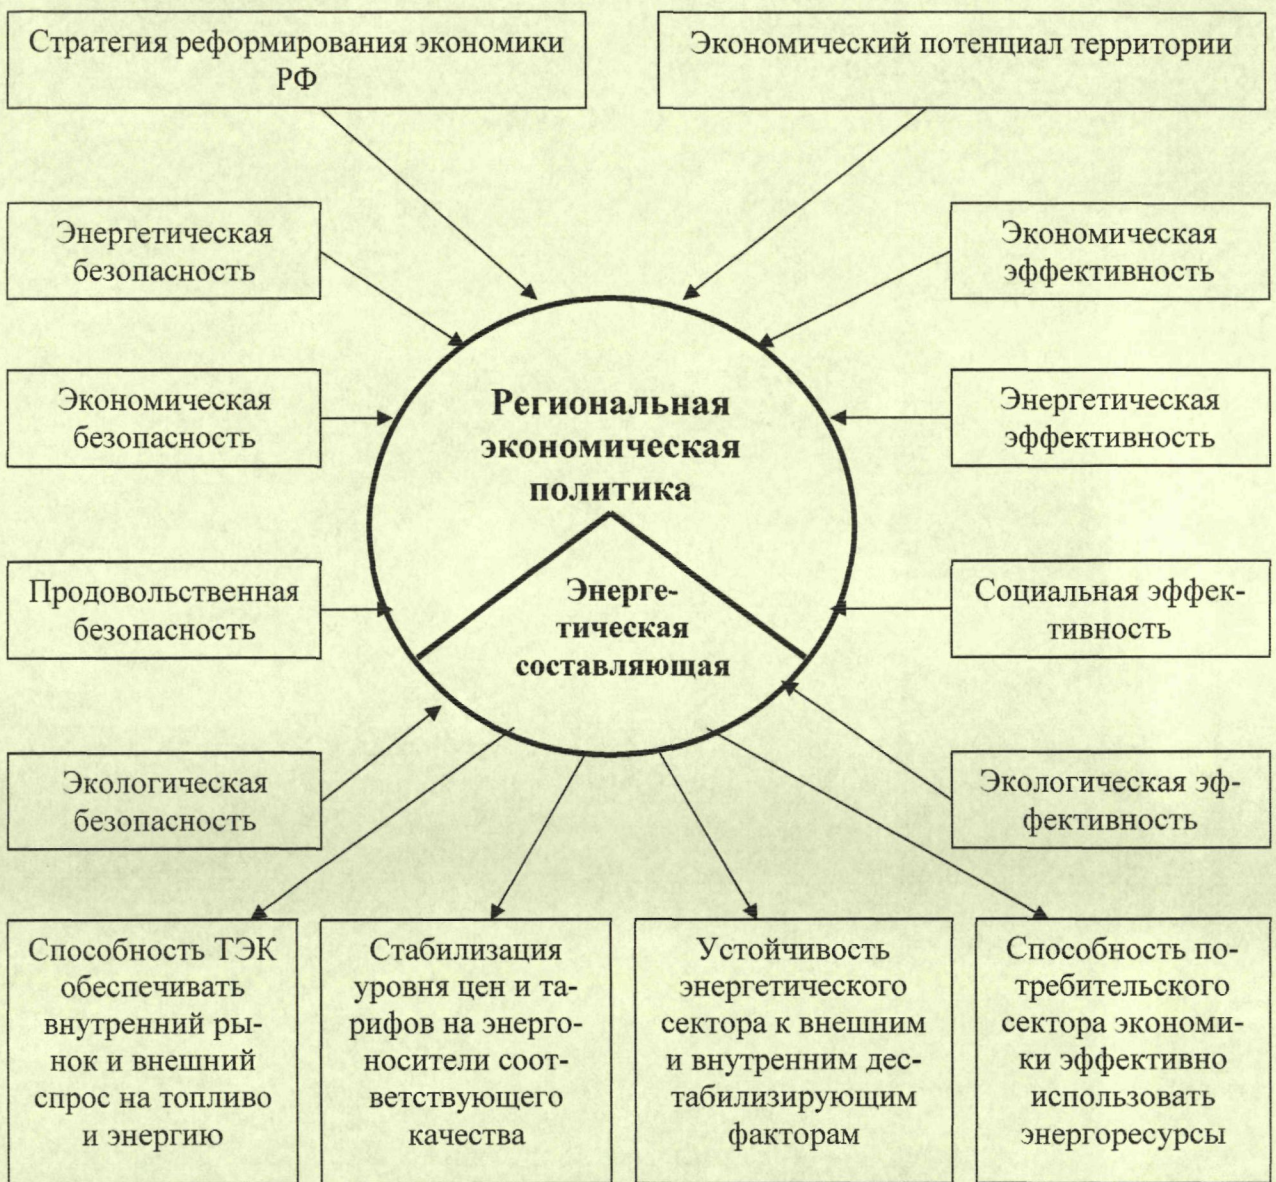 Стратегия реформирования экономики
РФ
Экономический потенциал территории
Энергетическая
безопасность
Экономическая
эффективность
Экономическая
безопасность
Региональная
экономическая
политика
Энергетическая
эффективность
Продовольственная
безопасность
Энерге-
тическая
составляющая
Социальная эффек-
тивность
Экологическая
безопасность
Экологическая эф-
фективность
Способность ТЭК
обеспечивать
внутренний ры-
нок и внешний
спрос на топливо
и энергию
Стабилизация
уровня цен и та-
рифов на энерго-
носители соот-
ветствующего
качества
Устойчивость
энергетического
сектора к внешним
и внутренним дес-
табилизирующим
факторам
Способность по-
требительского
сектора экономи-
ки эффективно
использовать
энергоресурсы